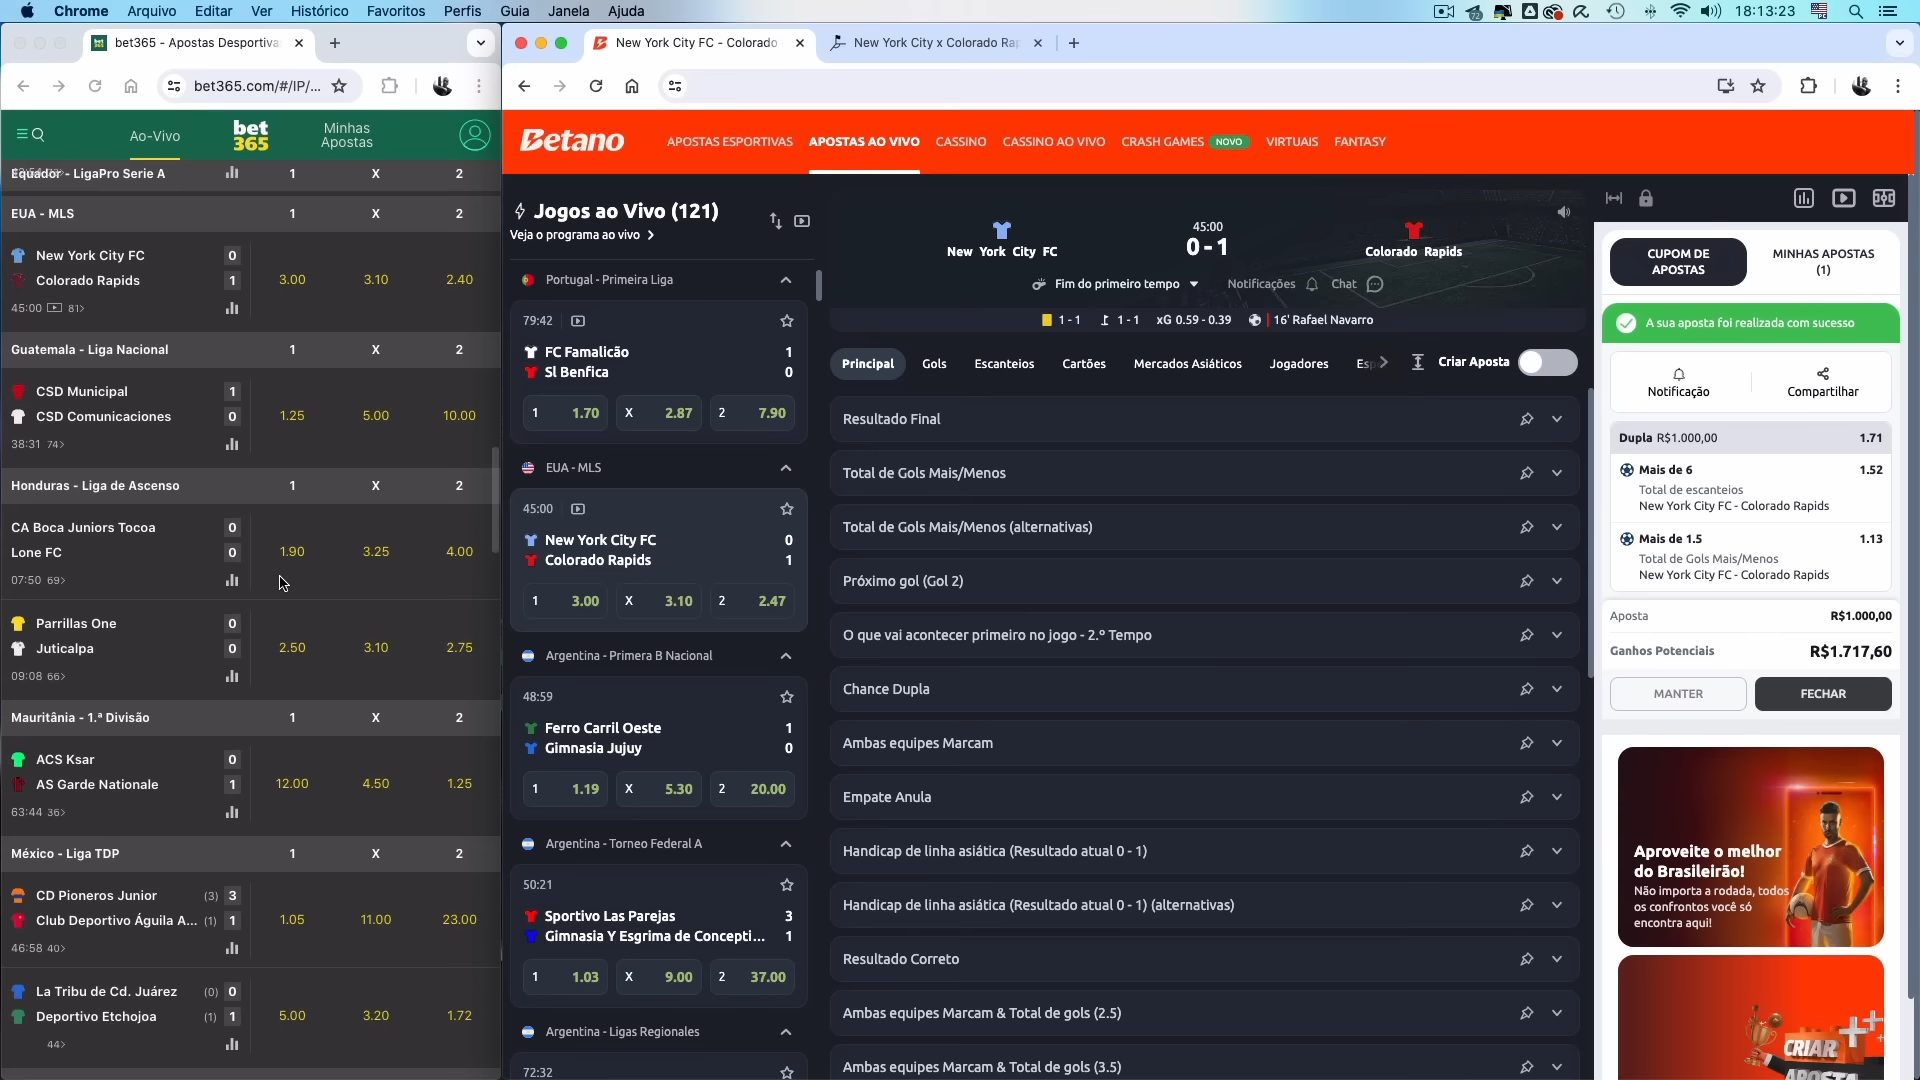 Chrome Arquivo Editar Ver Histórico Favoritos Perfis Guia Janela Ajuda 18:13:23
bet365 - Apostas Desportiva
bet365.com/#/IP/...
Ao-Vivo
bet365
Minhas Apostas
Equador - LigaPro Serie A 1 X 2
EUA - MLS 1 X 2
New York City FC 0
Colorado Rapids 1
3.00 3.10 2.40
45:00 81>
Guatemala - Liga Nacional 1 X 2
CSD Municipal 1
CSD Comunicaciones 0
1.25 5.00 10.00
38:31 74>
Honduras - Liga de Ascenso 1 X 2
CA Boca Juniors Tocoa 0
Lone FC 0
1.90 3.25 4.00
07:50 69>
Parrillas One 0
Juticalpa 0
2.50 3.10 2.75
09:08 66>
Mauritânia - 1.ª Divisão 1 X 2
ACS Ksar 0
AS Garde Nationale 1
12.00 4.50 1.25
63:44 36>
México - Liga TDP 1 X 2
CD Pioneros Junior (3) 3
Club Deportivo Águila A... (1) 1
1.05 11.00 23.00
46:58 40>
La Tribu de Cd. Juárez (0) 0
Deportivo Etchojoa (1) 1
5.00 3.20 1.72
44>
New York City FC - Colorado
New York City x Colorado Rap
Betano
APOSTAS ESPORTIVAS APOSTAS AO VIVO CASSINO CASSINO AO VIVO CRASH GAMES NOVO VIRTUAIS FANTASY
Jogos ao Vivo (121)
Veja o programa ao vivo
Portugal - Primeira Liga
79:42
FC Famalicão 1
Sl Benfica 0
1 1.70 X 2.87 2 7.90
EUA - MLS
45:00
New York City FC 0
Colorado Rapids 1
1 3.00 X 3.10 2 2.47
Argentina - Primera B Nacional
48:59
Ferro Carril Oeste 1
Gimnasia Jujuy 0
1 1.19 X 5.30 2 20.00
Argentina - Torneo Federal A
50:21
Sportivo Las Parejas 3
Gimnasia Y Esgrima de Concepti... 1
1 1.03 X 9.00 2 37.00
Argentina - Ligas Regionales
72:32
45:00
New York City FC 0 - 1 Colorado Rapids
Fim do primeiro tempo Notificações Chat
1 - 1 1 - 1 xG 0.59 - 0.39 16' Rafael Navarro
Principal Gols Escanteios Cartões Mercados Asiáticos Jogadores Esp Criar Aposta
Resultado Final
Total de Gols Mais/Menos
Total de Gols Mais/Menos (alternativas)
Próximo gol (Gol 2)
O que vai acontecer primeiro no jogo - 2.º Tempo
Chance Dupla
Ambas equipes Marcam
Empate Anula
Handicap de linha asiática (Resultado atual 0 - 1)
Handicap de linha asiática (Resultado atual 0 - 1) (alternativas)
Resultado Correto
Ambas equipes Marcam & Total de gols (2.5)
Ambas equipes Marcam & Total de gols (3.5)
CUPOM DE APOSTAS
MINHAS APOSTAS (1)
A sua aposta foi realizada com sucesso
Notificação Compartilhar
Dupla R$1.000,00 1.71
Mais de 6 1.52
Total de escanteios
New York City FC - Colorado Rapids
Mais de 1.5 1.13
Total de Gols Mais/Menos
New York City FC - Colorado Rapids
Aposta R$1.000,00
Ganhos Potenciais R$1.717,60
MANTER FECHAR
Aproveite o melhor
do Brasileirão!
Não importa a rodada, todos
os confrontos você só
encontra aqui!
CRIAR
APOSTA